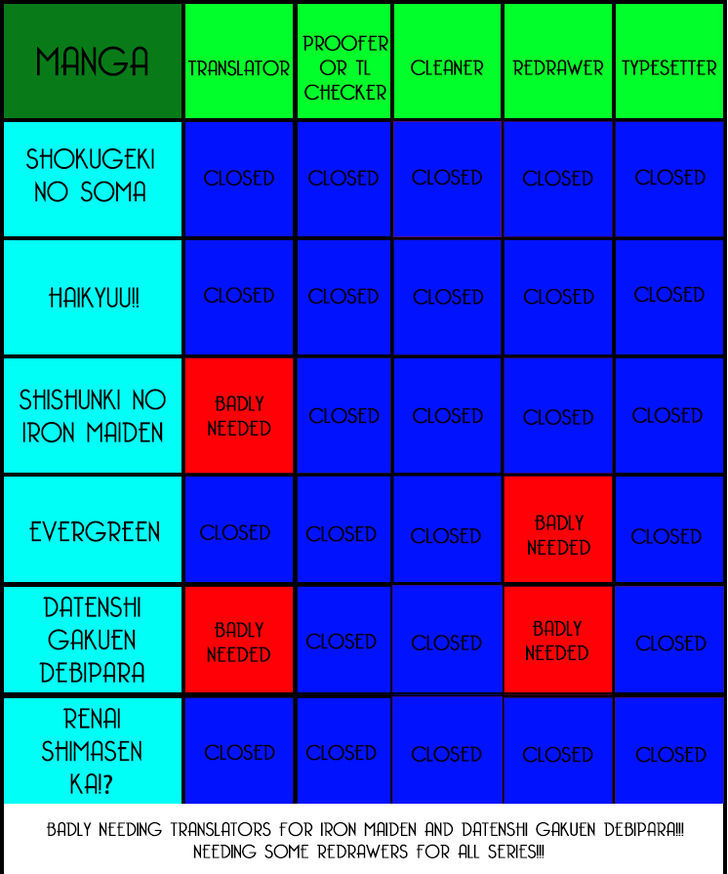 MANGA
TRANSLATOR
PROOFER
OR TL
CHECKER
CLEANER
REDRAWER
TYPESETTER
SHOKUGEKI
NO SOMA
CLOSED
CLOSED
CLOSED
CLOSED
CLOSED
HAIKYUU!!
CLOSED
CLOSED
CLOSED
CLOSED
CLOSED
SHISHUNKI NO
IRON MAIDEN
BADLY
NEEDED
CLOSED
CLOSED
CLOSED
CLOSED
EVERGREEN
CLOSED
CLOSED
CLOSED
BADLY
NEEDED
CLOSED
DATENSHI
GAKUEN
DEBIPARA
BADLY
NEEDED
CLOSED
CLOSED
BADLY
NEEDED
CLOSED
RENAI
SHIMASEN
KA!?
CLOSED
CLOSED
CLOSED
CLOSED
CLOSED
BADLY NEEDING TRANSLATORS FOR IRON MAIDEN AND DATENSHI GAKUEN DEBIPARA!!!
NEEDING SOME REDRAWERS FOR ALL SERIES!!!